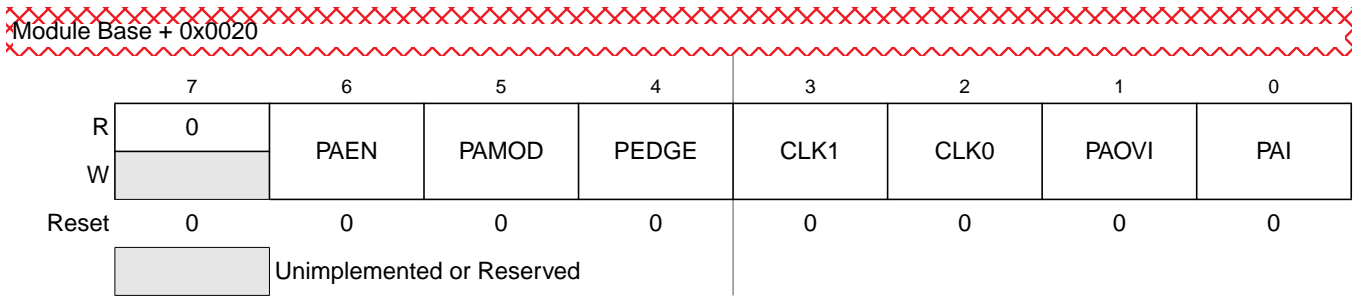 Module Base + 0x0020
7 6 5 4 3 2 1 0
R 0 PAEN PAMOD PEDGE CLK1 CLK0 PAOVI PAI
W
Reset 0 0 0 0 0 0 0 0
Unimplemented or Reserved